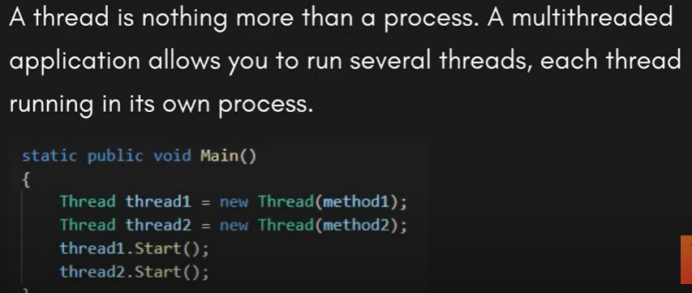 A thread is nothing more than a process. A multithreaded
application allows you to run several threads, each thread
running in its own process.
static public void Main()
{
Thread thread1 = new Thread(method1);
Thread thread2 = new Thread(method2);
thread1.Start();
thread2.Start();